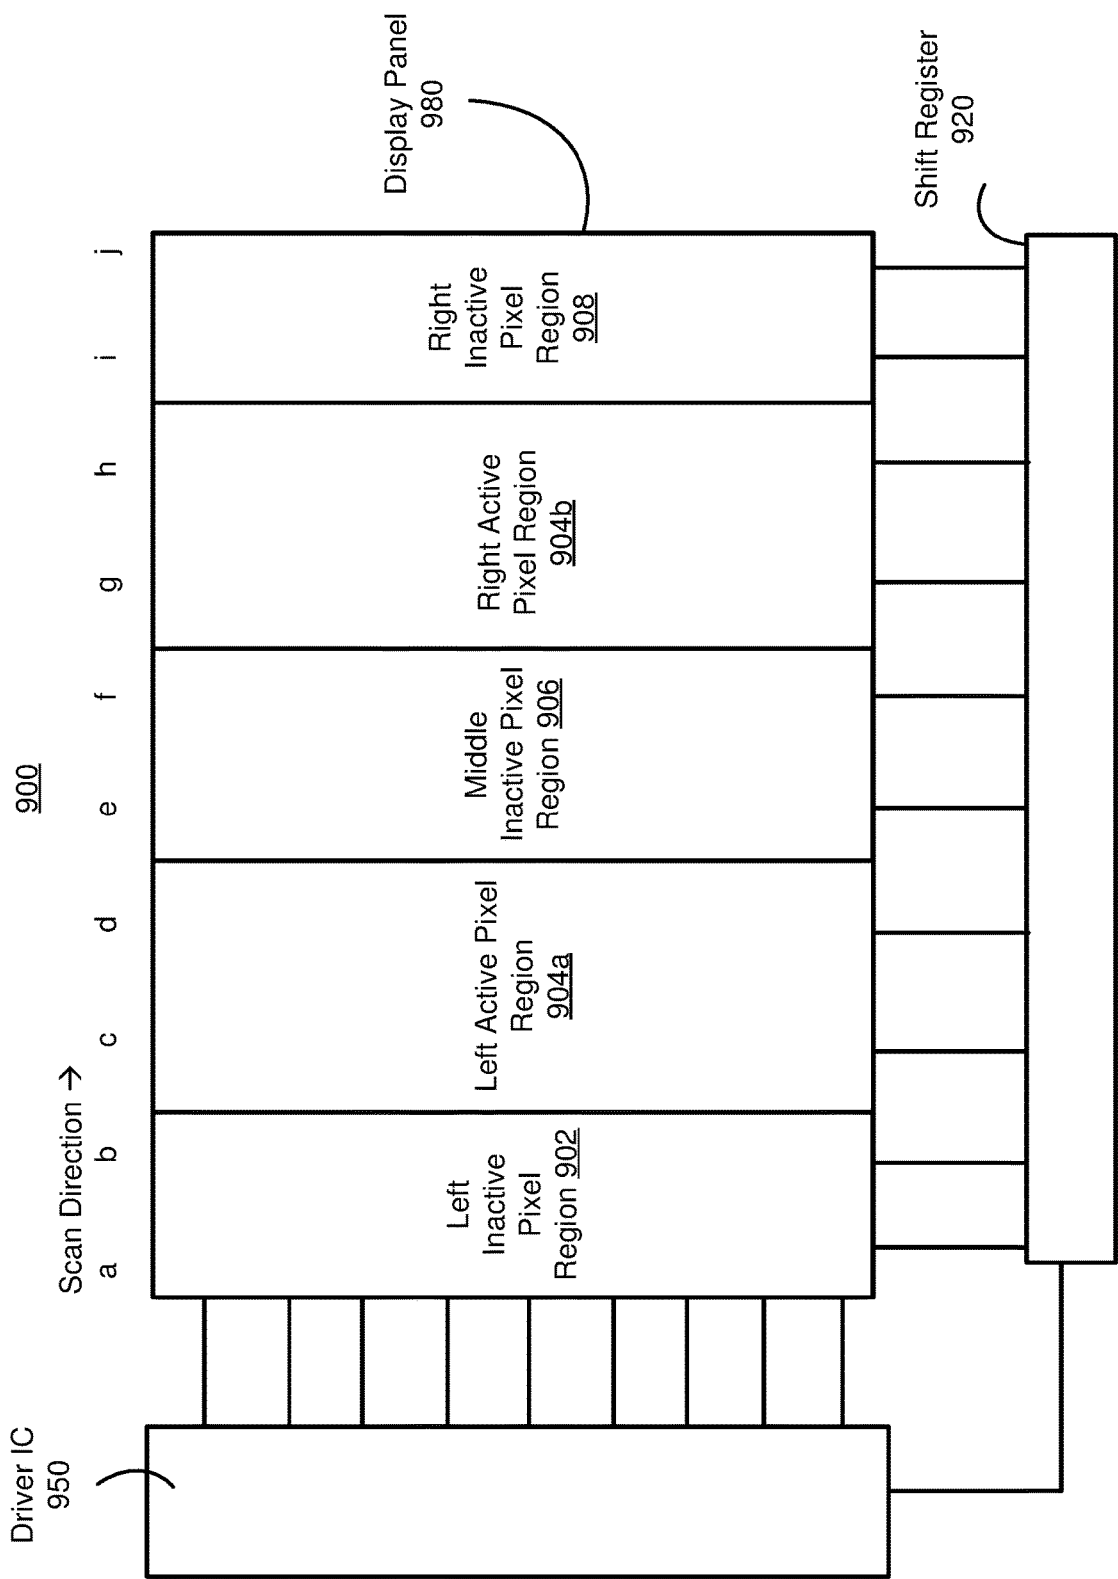 900
Driver IC
950
Scan Direction →
a b c d e f g h i j
Left
Inactive
Pixel
Region 902
Left Active Pixel
Region
904a
Middle
Inactive Pixel
Region 906
Right Active
Pixel Region
904b
Right
Inactive
Pixel
Region
908
Display Panel
980
Shift Register
920